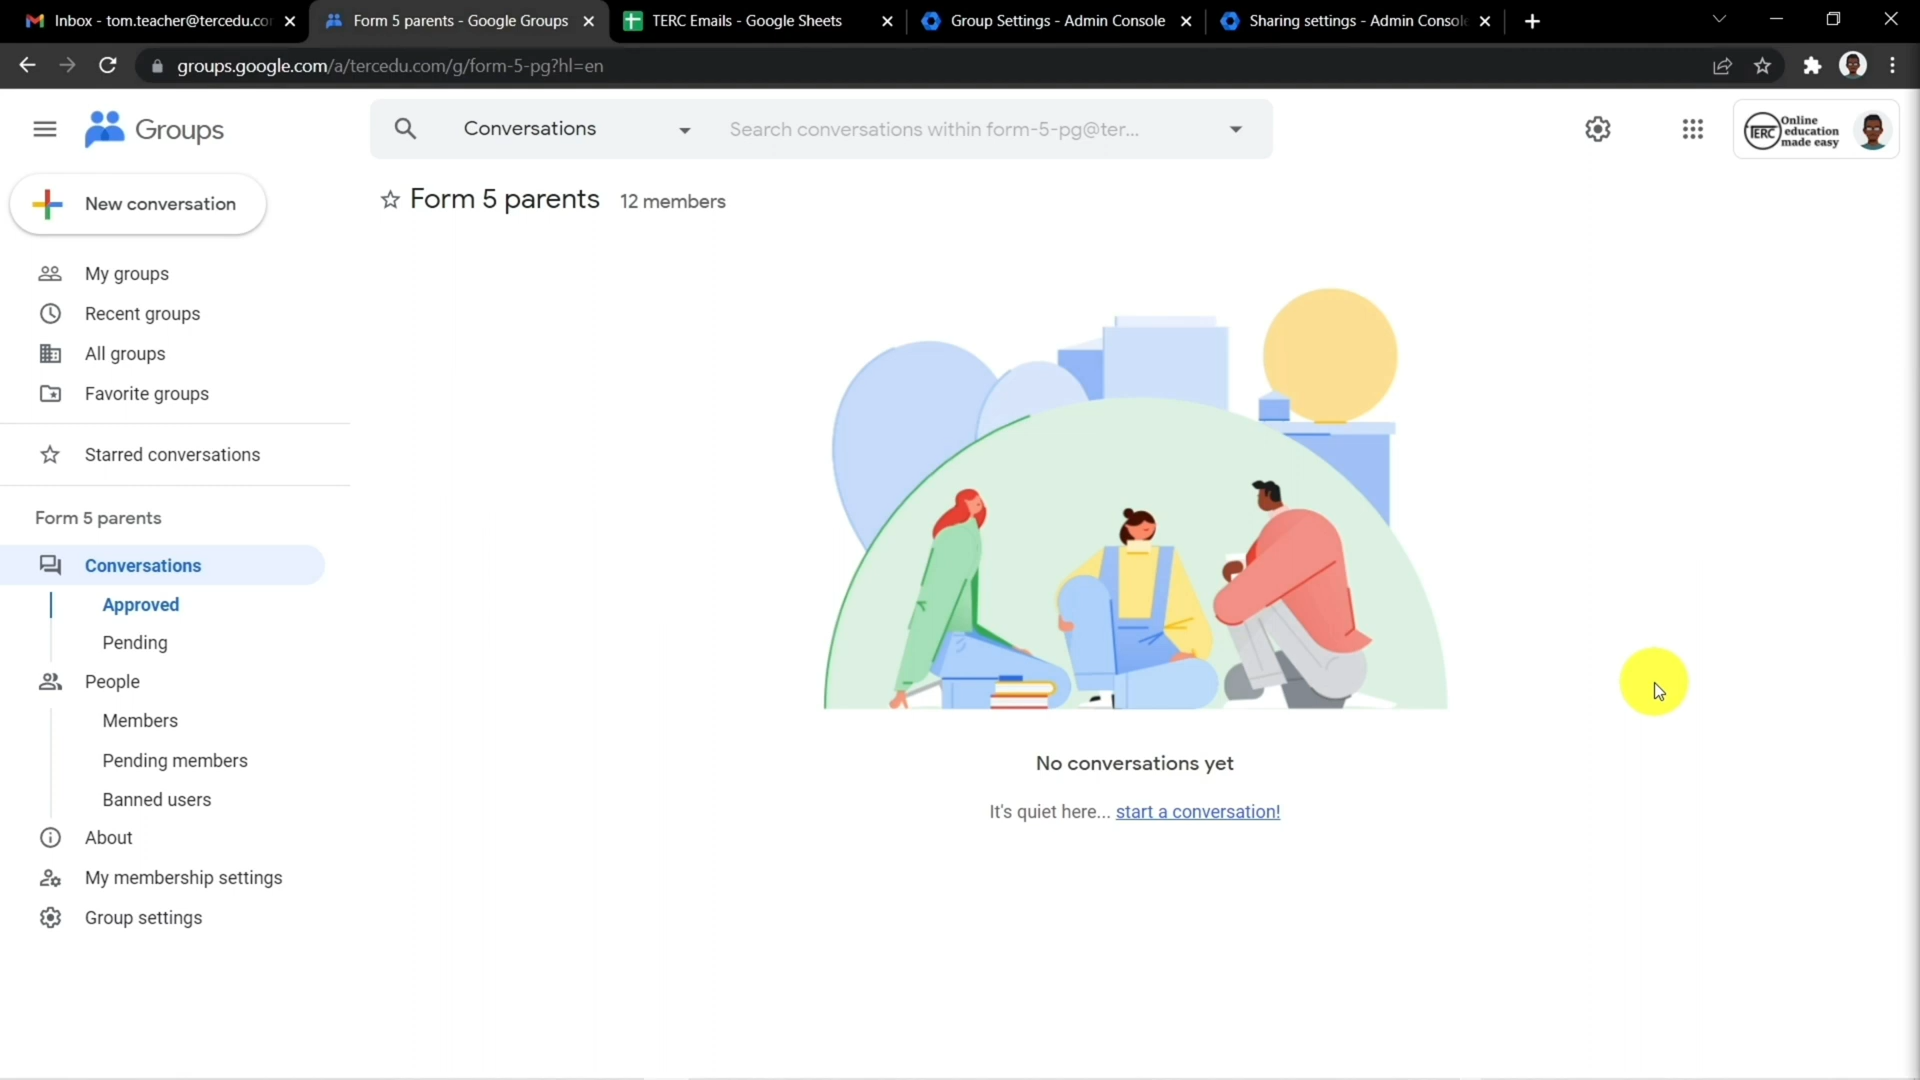 Inbox - tom.teacher@tercedu.co
Form 5 parents - Google Groups
TERC Emails - Google Sheets
Group Settings - Admin Console
Sharing settings - Admin Consol
groups.google.com/a/tercedu.com/g/form-5-pg?hl=en
Groups
Conversations
Search conversations within form-5-pg@ter...
TERC
Online
education
made easy
New conversation
Form 5 parents
12 members
My groups
Recent groups
All groups
Favorite groups
Starred conversations
Form 5 parents
Conversations
Approved
Pending
People
Members
Pending members
Banned users
About
My membership settings
Group settings
No conversations yet
It's quiet here... start a conversation!